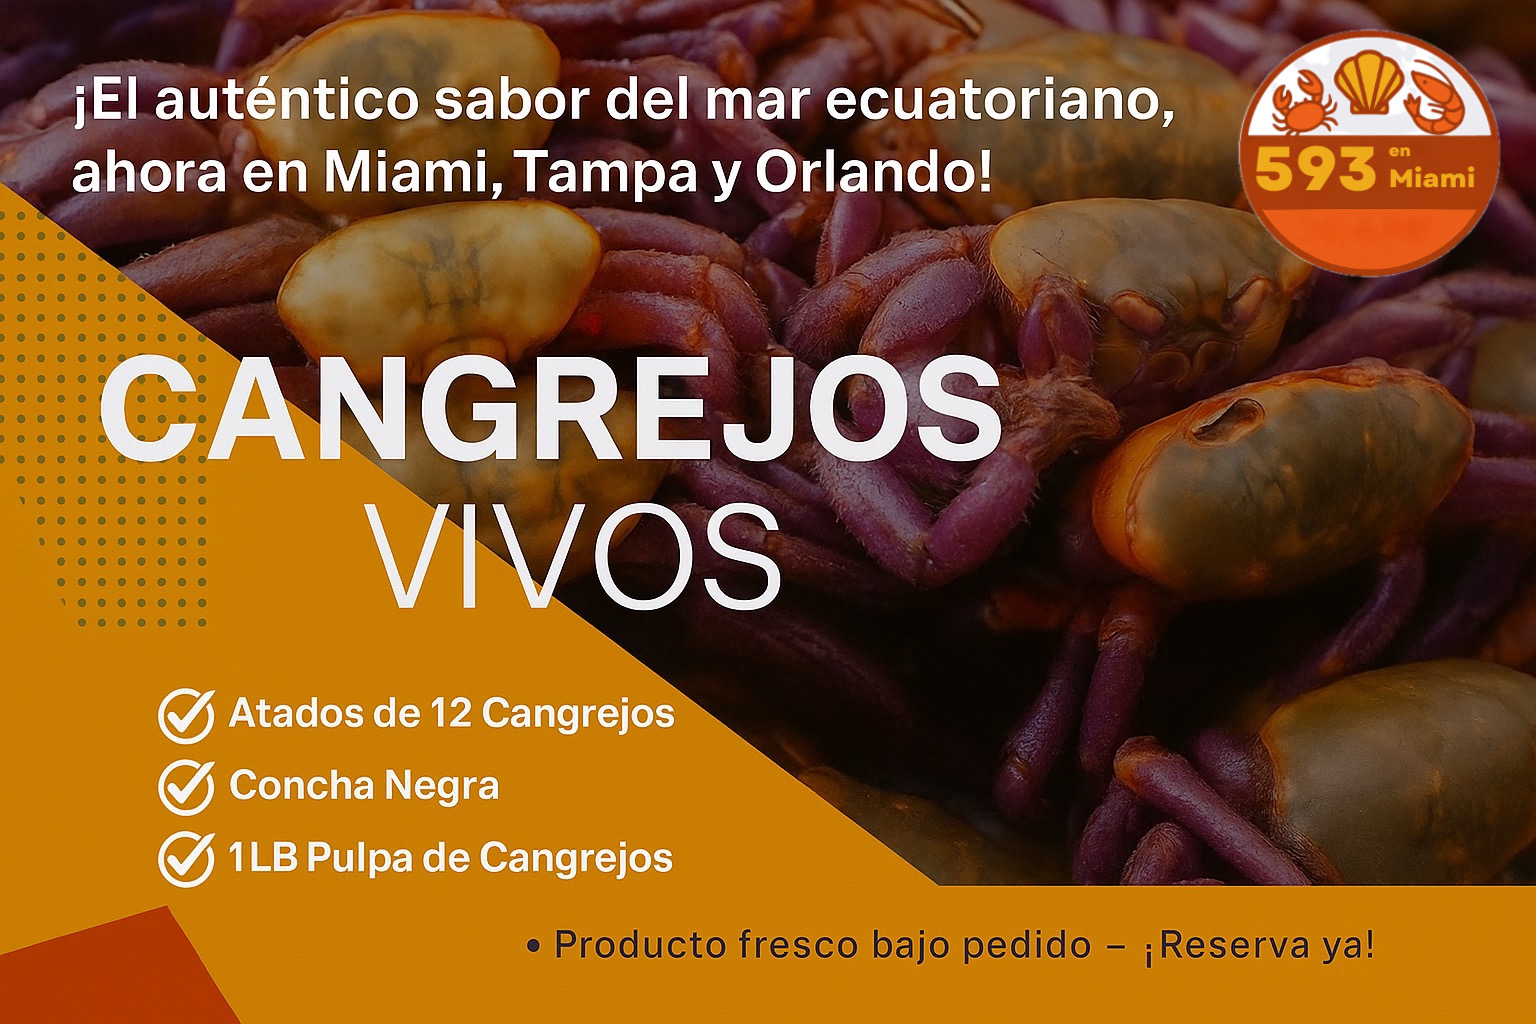 ¡El auténtico sabor del mar ecuatoriano,
ahora en Miami, Tampa y Orlando!
593 en Miami
CANGREJOS
VIVOS
Atados de 12 Cangrejos
Concha Negra
1LB Pulpa de Cangrejos
• Producto fresco bajo pedido – ¡Reserva ya!